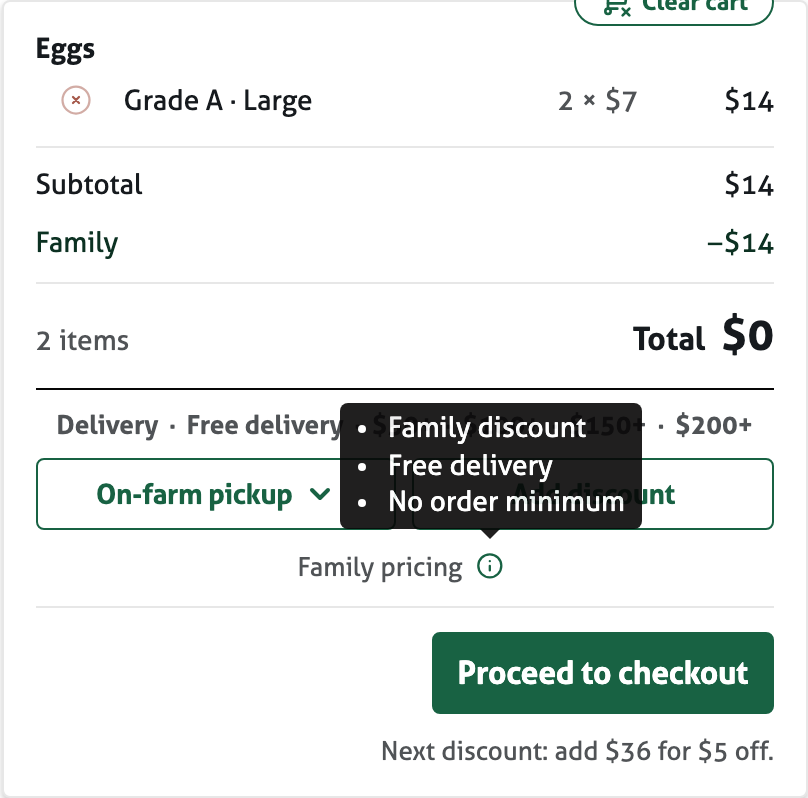 Clear cart
Eggs
Grade A · Large 2 × $7 $14
Subtotal $14
Family –$14
2 items Total $0
Delivery · Free delivery $150+ · $200+
• Family discount
• Free delivery
• No order minimum
On-farm pickup Add discount
Family pricing
Proceed to checkout
Next discount: add $36 for $5 off.